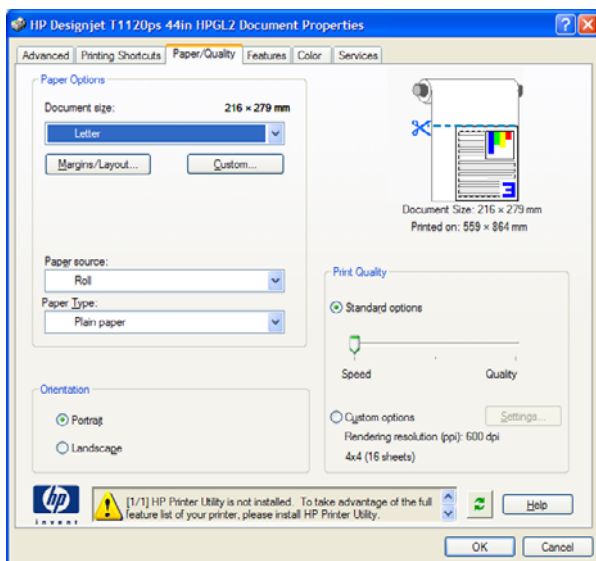 HP Designjet T1120ps 44in HPGL2 Document Properties
Advanced Printing Shortcuts Paper/Quality Features Color Services
Paper Options
Document size: 216 × 279 mm
Letter
Margins/Layout... Custom...
Paper source:
Roll
Paper Type:
Plain paper
3
Document Size: 216 × 279 mm
Printed on: 559 × 864 mm
Print Quality
Standard options
Speed Quality
Custom options Settings...
Rendering resolution (ppi): 600 dpi
4x4 (16 sheets)
Orientation
Portrait
Landscape
hp
invent
[1/1] HP Printer Utility is not installed. To take advantage of the full
feature list of your printer, please install HP Printer Utility.
Help
OK Cancel